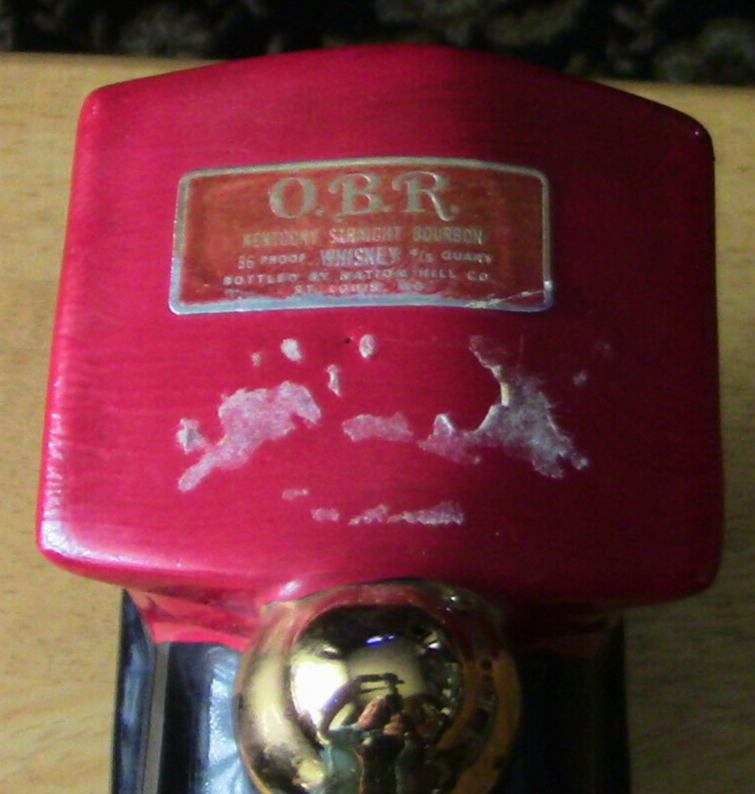 O.B.R.
KENTUCKY STRAIGHT BOURBON
86 PROOF WHISKEY 4/5 QUART
BOTTLED BY NATION HILL CO
ST. LOUIS, MO